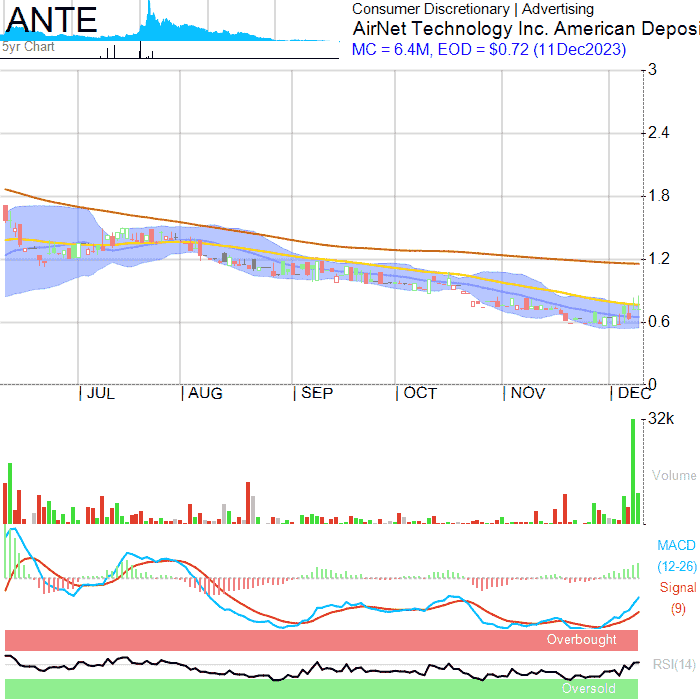 ANTE
5yr Chart
Consumer Discretionary | Advertising
AirNet Technology Inc. American Deposi
MC = 6.4M, EOD = $0.72 (11Dec2023)
3
2.4
1.8
1.2
0.6
0
JUL
AUG
SEP
OCT
NOV
DEC
32k
Volume
MACD
(12-26)
Signal
(9)
Overbought
RSI(14)
Oversold